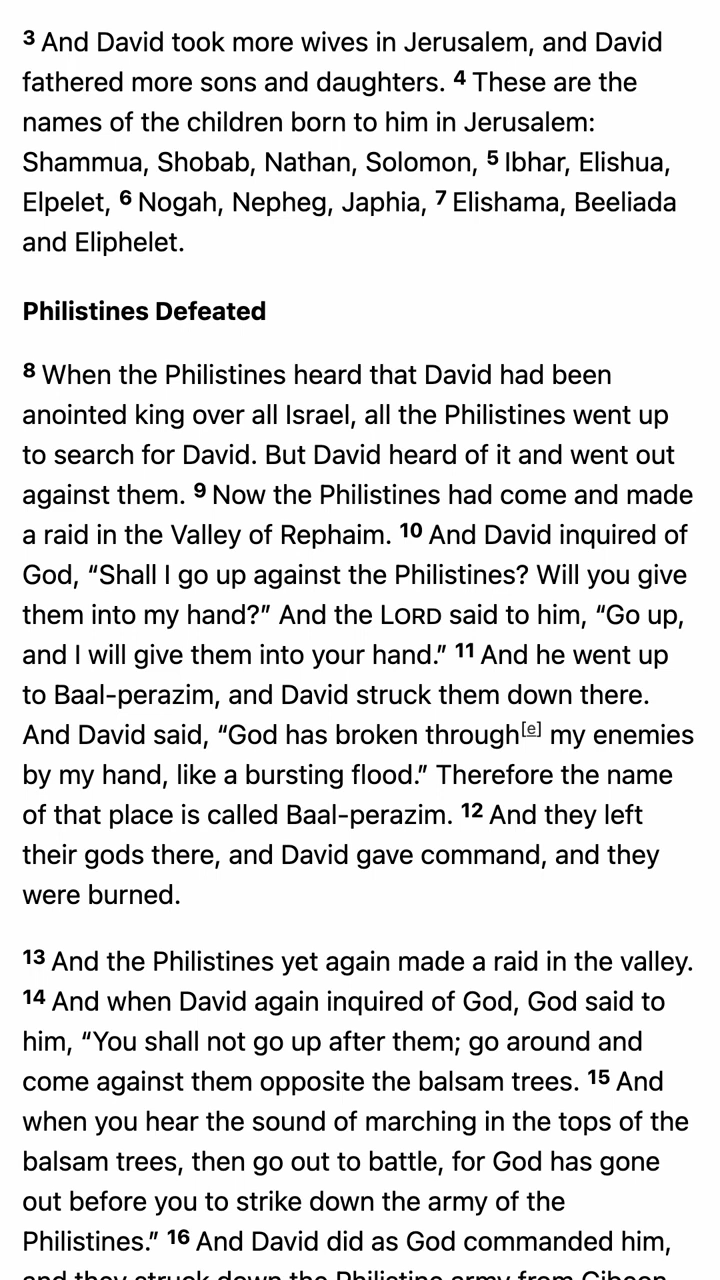 3 And David took more wives in Jerusalem, and David
fathered more sons and daughters. 4 These are the
names of the children born to him in Jerusalem:
Shammua, Shobab, Nathan, Solomon, 5 Ibhar, Elishua,
Elpelet, 6 Nogah, Nepheg, Japhia, 7 Elishama, Beeliada
and Eliphelet.
Philistines Defeated
8 When the Philistines heard that David had been
anointed king over all Israel, all the Philistines went up
to search for David. But David heard of it and went out
against them. 9 Now the Philistines had come and made
a raid in the Valley of Rephaim. 10 And David inquired of
God, “Shall I go up against the Philistines? Will you give
them into my hand?” And the LORD said to him, “Go up,
and I will give them into your hand.” 11 And he went up
to Baal-perazim, and David struck them down there.
And David said, “God has broken through[e] my enemies
by my hand, like a bursting flood.” Therefore the name
of that place is called Baal-perazim. 12 And they left
their gods there, and David gave command, and they
were burned.
13 And the Philistines yet again made a raid in the valley.
14 And when David again inquired of God, God said to
him, “You shall not go up after them; go around and
come against them opposite the balsam trees. 15 And
when you hear the sound of marching in the tops of the
balsam trees, then go out to battle, for God has gone
out before you to strike down the army of the
Philistines.” 16 And David did as God commanded him,
and they struck down the Philistine army from Gibeon